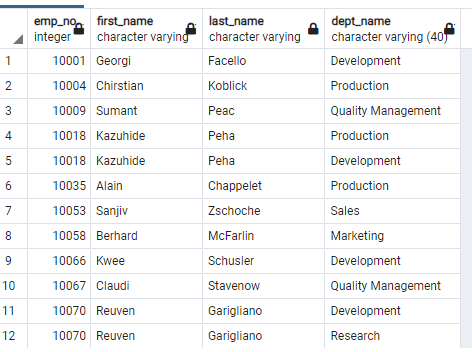 emp_no first_name last_name dept_name
integer character varying character varying character varying (40)
1 10001 Georgi Facello Development
2 10004 Chirstian Koblick Production
3 10009 Sumant Peac Quality Management
4 10018 Kazuhide Peha Production
5 10018 Kazuhide Peha Development
6 10035 Alain Chappelet Production
7 10053 Sanjiv Zschoche Sales
8 10058 Berhard McFarlin Marketing
9 10066 Kwee Schusler Development
10 10067 Claudi Stavenow Quality Management
11 10070 Reuven Garigliano Development
12 10070 Reuven Garigliano Research